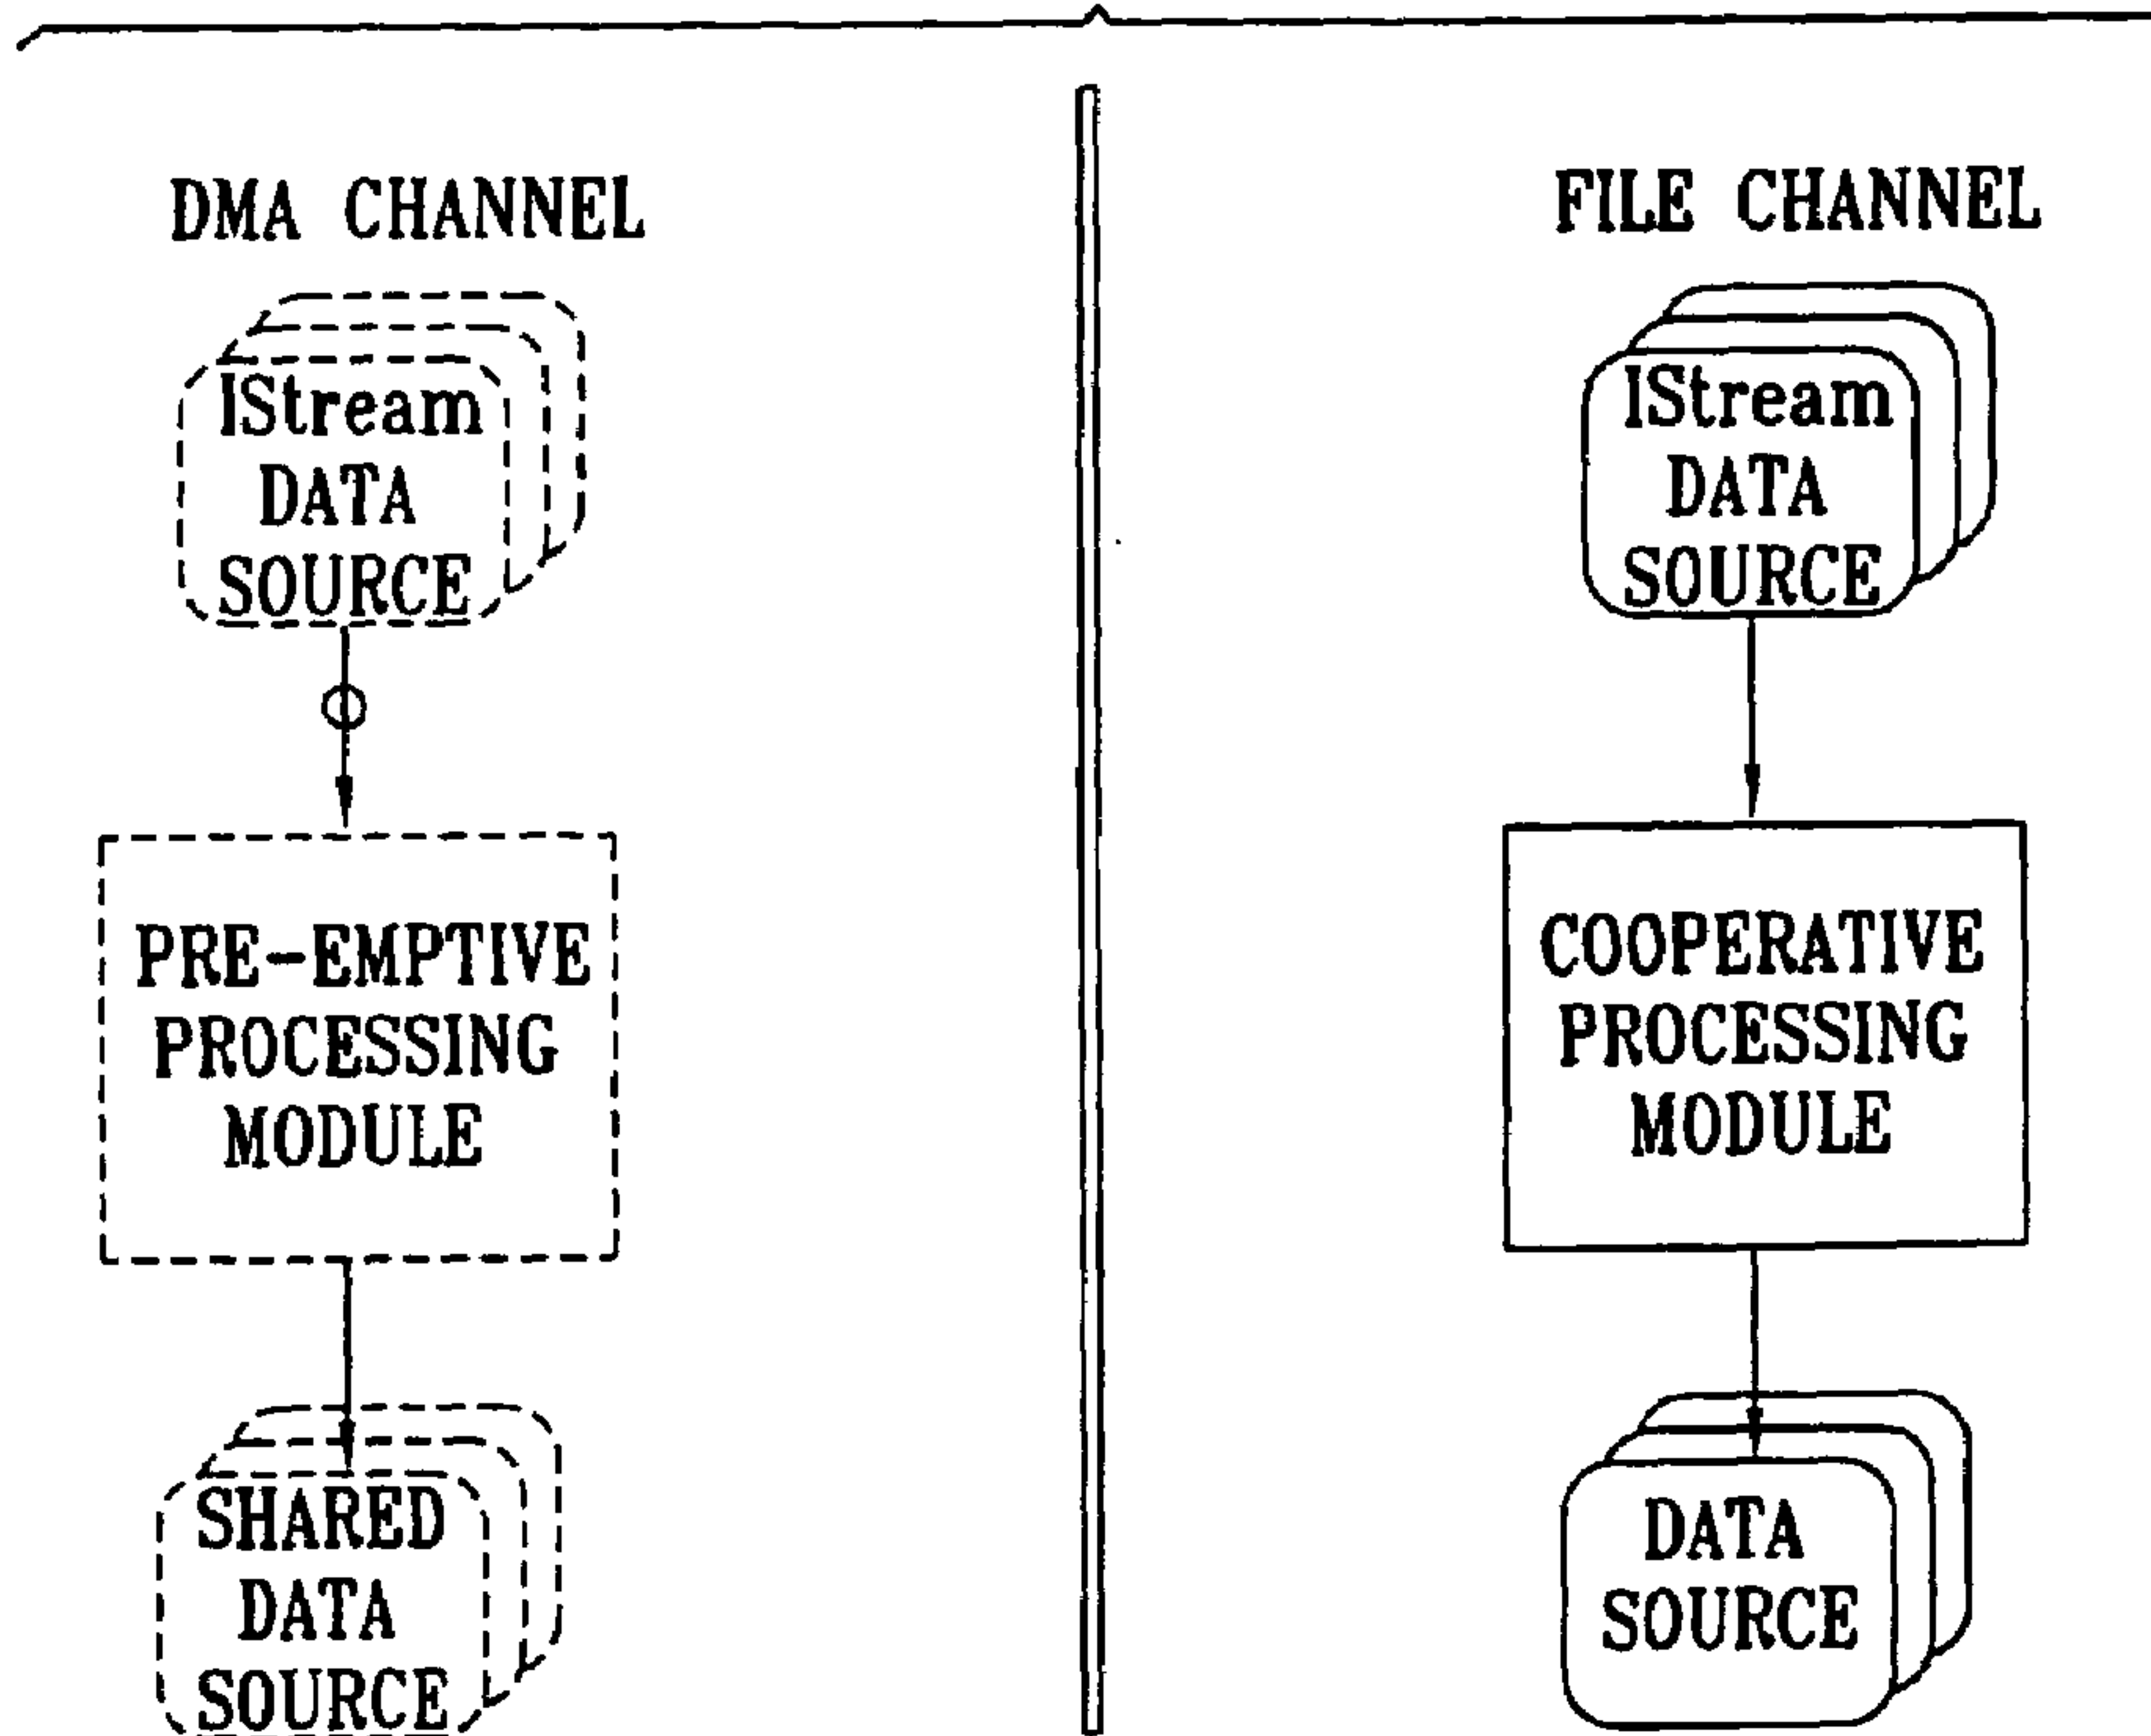 DMA CHANNEL
IStream
DATA
SOURCE
PRE-EMPTIVE
PROCESSING
MODULE
SHARED
DATA
SOURCE
FILE CHANNEL
IStream
DATA
SOURCE
COOPERATIVE
PROCESSING
MODULE
DATA
SOURCE